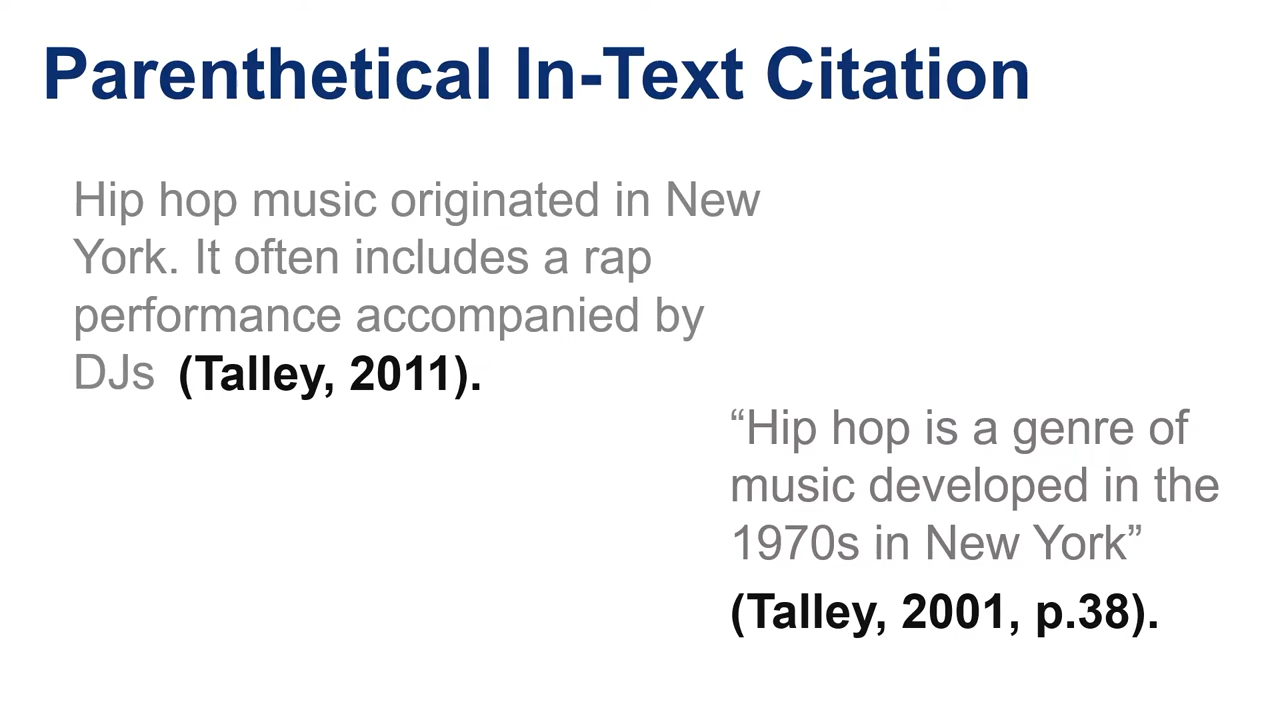 Parenthetical In-Text Citation
Hip hop music originated in New
York. It often includes a rap
performance accompanied by
DJs (Talley, 2011).
“Hip hop is a genre of
music developed in the
1970s in New York”
(Talley, 2001, p.38).